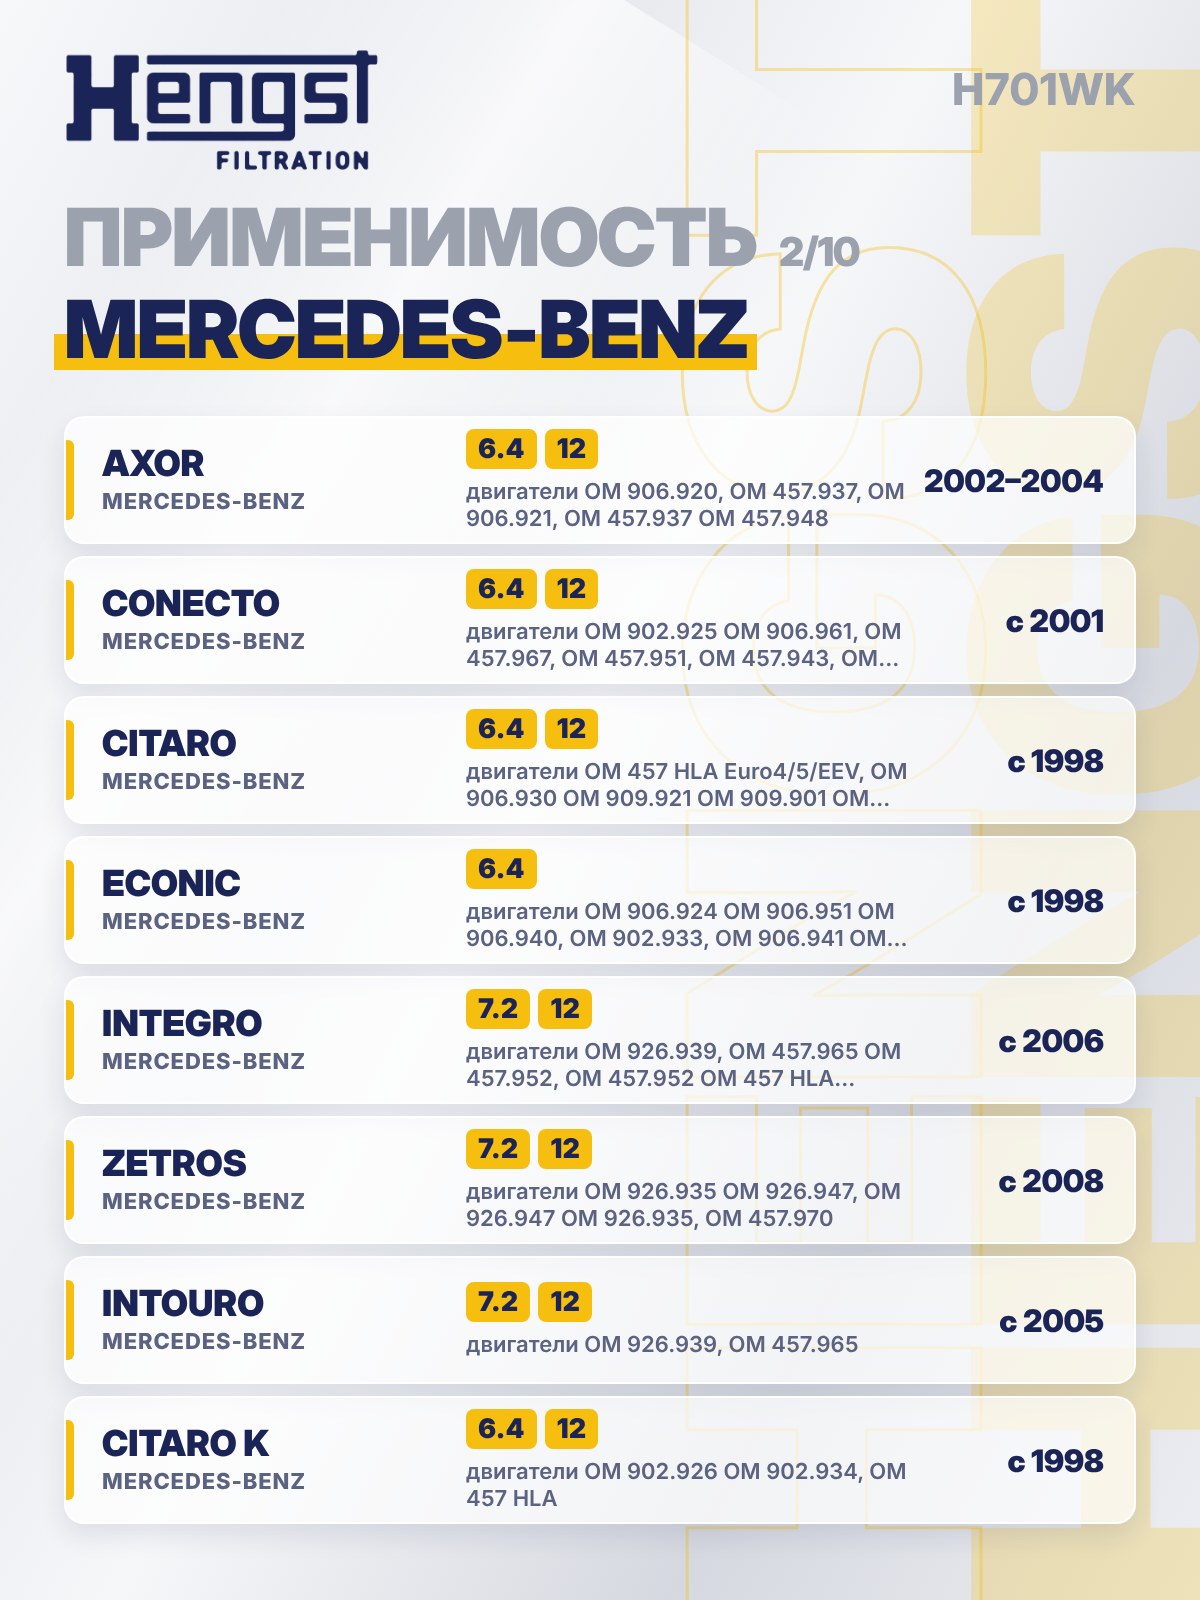 Hengst
FILTRATION
H701WK
ПРИМЕНИМОСТЬ 2/10
MERCEDES-BENZ
AXOR
MERCEDES-BENZ
6.4 12
двигатели OM 906.920, OM 457.937, OM
906.921, OM 457.937 OM 457.948
2002–2004
CONECTO
MERCEDES-BENZ
6.4 12
двигатели OM 902.925 OM 906.961, OM
457.967, OM 457.951, OM 457.943, OM...
с 2001
CITARO
MERCEDES-BENZ
6.4 12
двигатели OM 457 HLA Euro4/5/EEV, OM
906.930 OM 909.921 OM 909.901 OM...
с 1998
ECONIC
MERCEDES-BENZ
6.4
двигатели OM 906.924 OM 906.951 OM
906.940, OM 902.933, OM 906.941 OM...
с 1998
INTEGRO
MERCEDES-BENZ
7.2 12
двигатели OM 926.939, OM 457.965 OM
457.952, OM 457.952 OM 457 HLA...
с 2006
ZETROS
MERCEDES-BENZ
7.2 12
двигатели OM 926.935 OM 926.947, OM
926.947 OM 926.935, OM 457.970
с 2008
INTOURO
MERCEDES-BENZ
7.2 12
двигатели OM 926.939, OM 457.965
с 2005
CITARO K
MERCEDES-BENZ
6.4 12
двигатели OM 902.926 OM 902.934, OM
457 HLA
с 1998
HENGST
HENGST